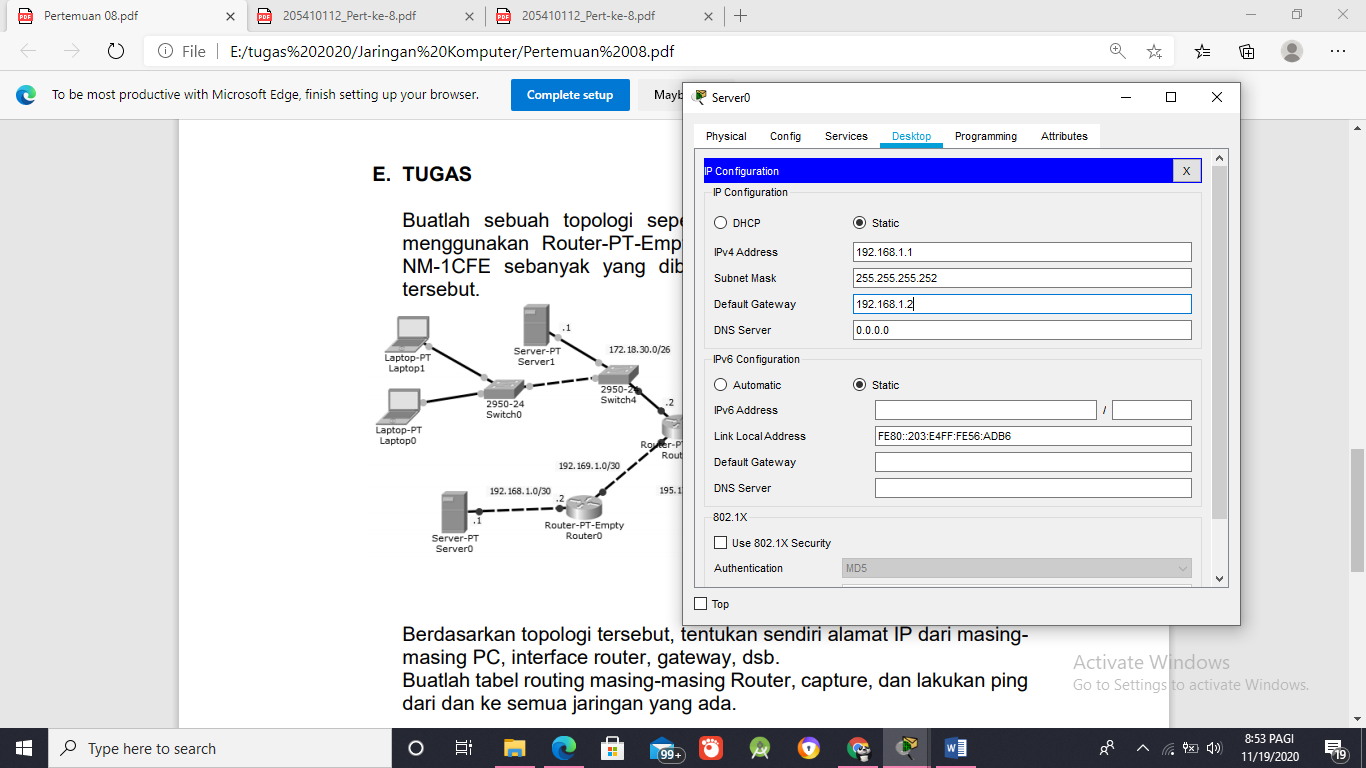 Pertemuan 08.pdf
205410112_Pert-ke-8.pdf
205410112_Pert-ke-8.pdf
File
E:/tugas%202020/Jaringan%20Komputer/Pertemuan%2008.pdf
To be most productive with Microsoft Edge, finish setting up your browser.
Complete setup
Mayb
Server0
Physical Config Services Desktop Programming Attributes
IP Configuration
X
IP Configuration
DHCP
Static
IPv4 Address
192.168.1.1
Subnet Mask
255.255.255.252
Default Gateway
192.168.1.2
DNS Server
0.0.0.0
IPv6 Configuration
Automatic
Static
IPv6 Address
/
Link Local Address
FE80::203:E4FF:FE56:ADB6
Default Gateway
DNS Server
802.1X
Use 802.1X Security
Authentication
MD5
Top
E. TUGAS
Buatlah sebuah topologi sepe
menggunakan Router-PT-Emp
NM-1CFE sebanyak yang dib
tersebut.
Laptop-PT
Laptop1
Server-PT
Server1
.1
172.18.30.0/26
2950-24
Switch0
2950-24
Switch4
.2
Laptop-PT
Laptop0
Router-P
Rout
192.169.1.0/30
195.1
192.168.1.0/30
.2
.1
Router-PT-Empty
Router0
Server-PT
Server0
Berdasarkan topologi tersebut, tentukan sendiri alamat IP dari masing-
masing PC, interface router, gateway, dsb.
Buatlah tabel routing masing-masing Router, capture, dan lakukan ping
dari dan ke semua jaringan yang ada.
Activate Windows
Go to Settings to activate Windows.
Type here to search
99+
8:53 PAGI
11/19/2020
19